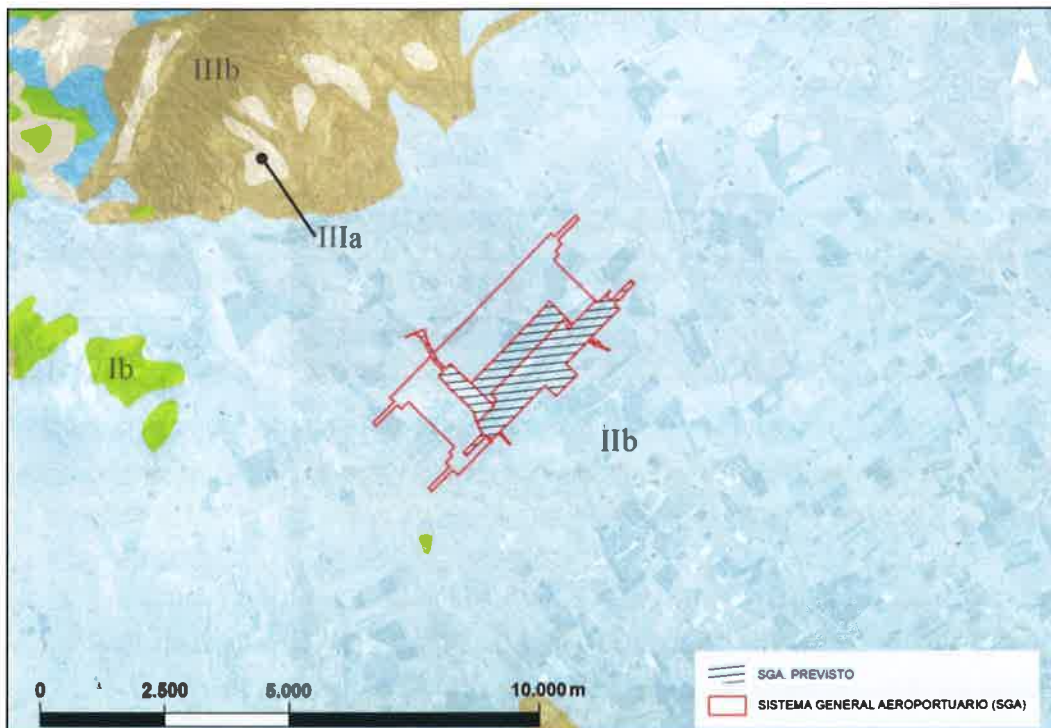 IIIb
IIIa
Ib
IIb
0 2.500 5.000 10.000 m
SGA. PREVISTO
SISTEMA GENERAL AEROPORTUARIO (SGA)